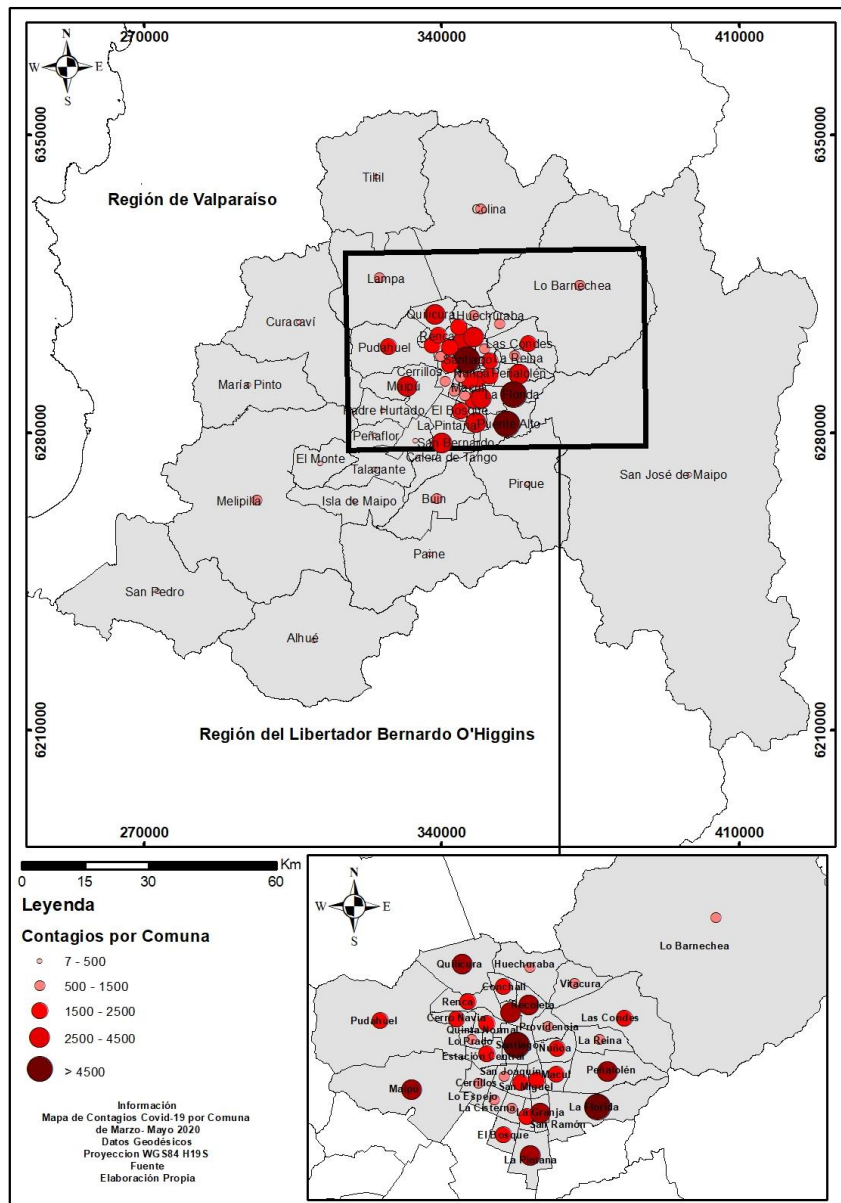 270000
340000
410000
N
W
E
S
6350000
6350000
Tiltil
Región de Valparaíso
Colina
Lampa
Lo Barnechea
Quilicura
Huechuraba
Curacaví
Renca
Pudahuel
Las Condes
Santiago
La Reina
Cerrillos
Ñuñoa
Peñalolén
María Pinto
Maipú
Macul
La Florida
Padre Hurtado
El Bosque
6280000
6280000
La Pintana
Puente Alto
Peñaflor
San Bernardo
El Monte
Calera de Tango
Talagante
San José de Maipo
Pirque
Melipilla
Isla de Maipo
Buin
Paine
San Pedro
Alhué
6210000
6210000
Región del Libertador Bernardo O'Higgins
270000
340000
410000
Km
0
15
30
60
Leyenda
Contagios por Comuna
7 - 500
500 - 1500
1500 - 2500
2500 - 4500
> 4500
Información
Mapa de Contagios Covid-19 por Comuna
de Marzo- Mayo 2020
Datos Geodésicos
Proyeccion WGS84 H19S
Fuente
Elaboración Propia
N
W
E
S
Lo Barnechea
Quilicura
Huechuraba
Vitacura
Conchalí
Renca
Recoleta
Pudahuel
Cerro Navia
Las Condes
Quinta Normal
Providencia
Lo Prado
Santiago
La Reina
Ñuñoa
Estación Central
San Joaquín
Macul
Peñalolén
Maipú
Cerrillos
San Miguel
Lo Espejo
La Cisterna
La Granja
La Florida
San Ramón
El Bosque
La Pintana